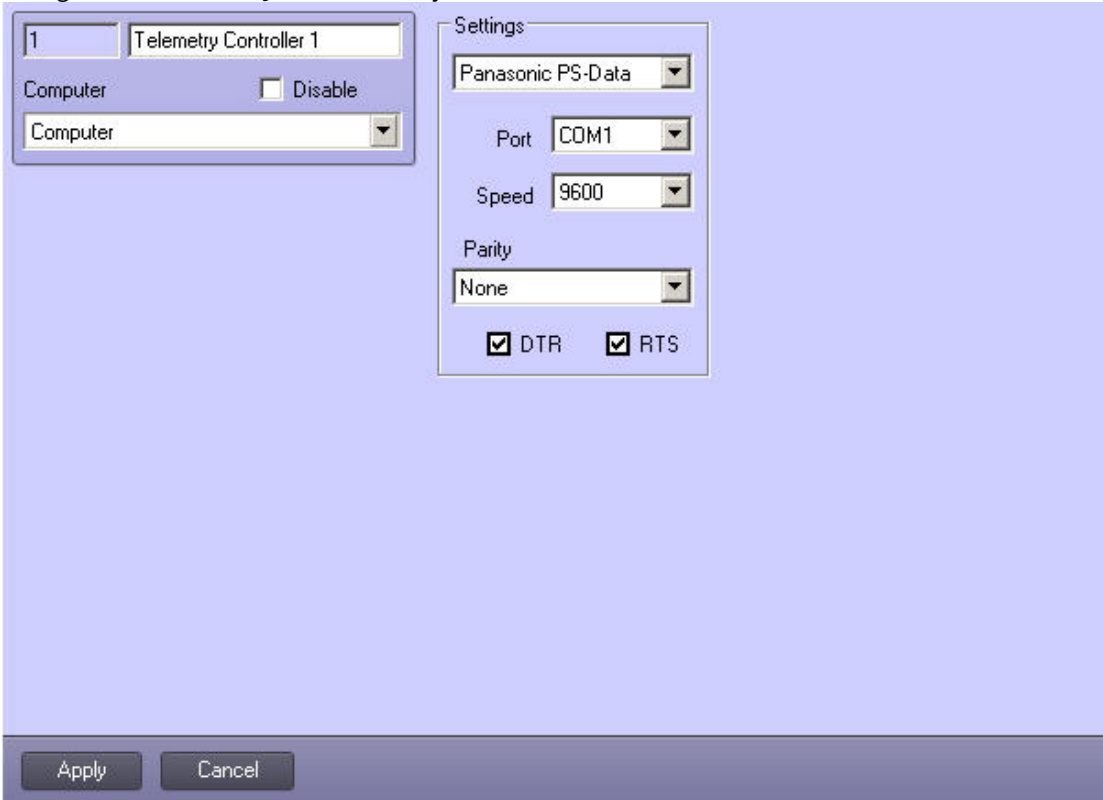 1
Telemetry Controller 1
Computer
Disable
Computer
Settings
Panasonic PS-Data
Port
COM1
Speed
9600
Parity
None
DTR
RTS
Apply
Cancel